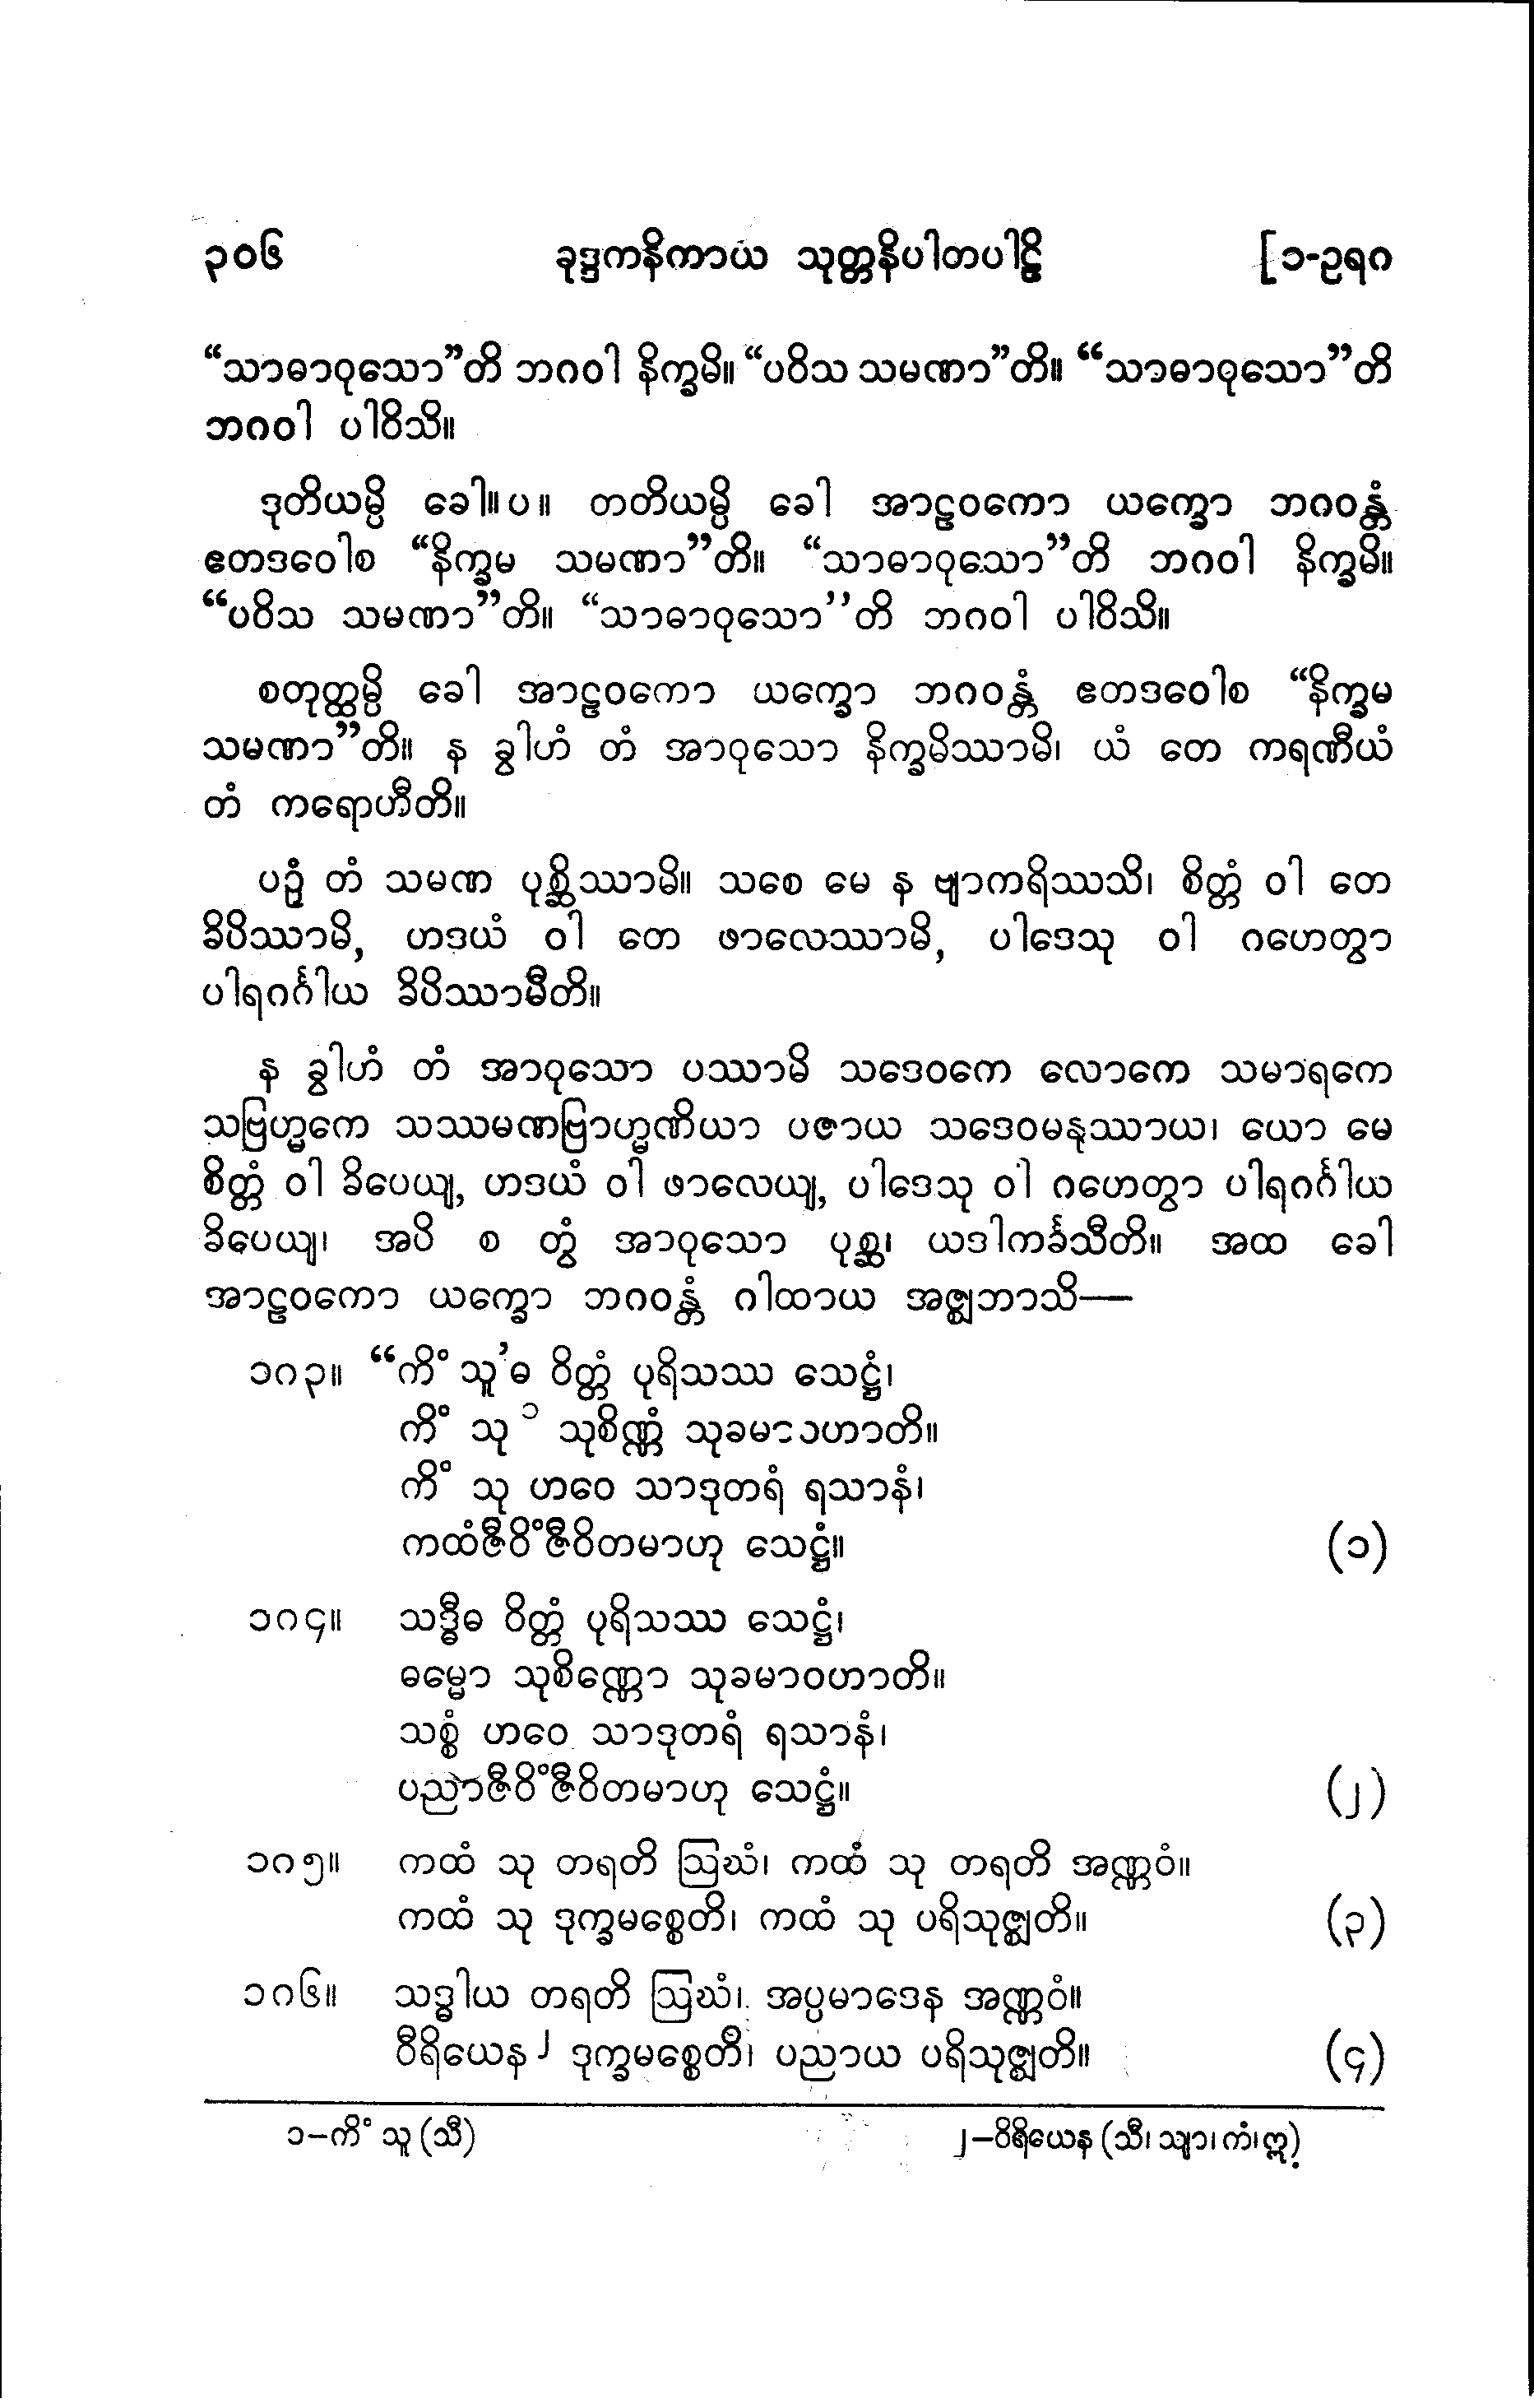 ၃၀၆ ခုဒ္ဒကနိကာယ သုတ္တနိပါတပါဠိ [၁-ဥရဂ
“သာဓာဝုသော”တိ ဘဂဝါ နိက္ခမိ။ “ပဝိသ သမဏာ”တိ။ “သာဓာဝုသော”တိ
ဘဂဝါ ပါဝိသိ။
ဒုတိယမ္ပိ ခေါ။ပ။ တတိယမ္ပိ ခေါ အာဠဝကော ယက္ခော ဘဂဝန္တံ
ဧတဒဝေါစ “နိက္ခမ သမဏာ”တိ။ “သာဓာဝုသော”တိ ဘဂဝါ နိက္ခမိ။
“ပဝိသ သမဏာ”တိ။ “သာဓာဝုသော’’တိ ဘဂဝါ ပါဝိသိ။
စတုတ္ထမ္ပိ ခေါ အာဠဝကော ယက္ခော ဘဂဝန္တံ ဧတဒဝေါစ “နိက္ခမ
သမဏာ”တိ။ န ခွါဟံ တံ အာဝုသော နိက္ခမိဿာမိ၊ ယံ တေ ကရဏီယံ
တံ ကရောဟီတိ။
ပဉှံ တံ သမဏ ပုစ္ဆိဿာမိ။ သစေ မေ န ဗျာကရိဿသိ၊ စိတ္တံ ဝါ တေ
ခိပိဿာမိ, ဟဒယံ ဝါ တေ ဖာလေဿာမိ, ပါဒေသု ဝါ ဂဟေတွာ
ပါရဂင်္ဂါယ ခိပိဿာမီတိ။
န ခွါဟံ တံ အာဝုသော ပဿာမိ သဒေဝကေ လောကေ သမာရကေ
သဗြဟ္မကေ သဿမဏဗြာဟ္မဏိယာ ပဇာယ သဒေဝမနုဿာယ၊ ယော မေ
စိတ္တံ ဝါ ခိပေယျ, ဟဒယံ ဝါ ဖာလေယျ, ပါဒေသု ဝါ ဂဟေတွာ ပါရဂင်္ဂါယ
ခိပေယျ၊ အပိ စ တွံ အာဝုသော ပုစ္ဆ၊ ယဒါကင်္ခသီတိ။ အထ ခေါ
အာဠဝကော ယက္ခော ဘဂဝန္တံ ဂါထာယ အဇ္ဈဘာသိ—
၁၈၃။ “ကိံ သူ’ဓ ဝိတ္တံ ပုရိသဿ သေဋ္ဌံ၊
ကိံ သု ၁ သုစိဏ္ဏံ သုခမာဝဟာတိ။
ကိံ သု ဟဝေ သာဒုတရံ ရသာနံ၊
ကထံဇီဝိံဇီဝိတမာဟု သေဋ္ဌံ။ (၁)
၁၈၄။ သဒ္ဓီဓ ဝိတ္တံ ပုရိသဿ သေဋ္ဌံ၊
ဓမ္မော သုစိဏ္ဏော သုခမာဝဟာတိ။
သစ္စံ ဟဝေ သာဒုတရံ ရသာနံ၊
ပညာဇီဝိံဇီဝိတမာဟု သေဋ္ဌံ။ (၂)
၁၈၅။ ကထံ သု တရတိ ဩဃံ၊ ကထံ သု တရတိ အဏ္ဏဝံ။
ကထံ သု ဒုက္ခမစ္စေတိ၊ ကထံ သု ပရိသုဇ္ဈတိ။ (၃)
၁၈၆။ သဒ္ဓါယ တရတိ ဩဃံ၊ အပ္ပမာဒေန အဏ္ဏဝံ။
ဝီရိယေန ၂ ဒုက္ခမစ္စေတိ၊ ပညာယ ပရိသုဇ္ဈတိ။ (၄)
၁–ကိံ သူ (သီ) ၂–ဝိရိယေန (သီ၊ သျာ၊ ကံ၊ ဣ)